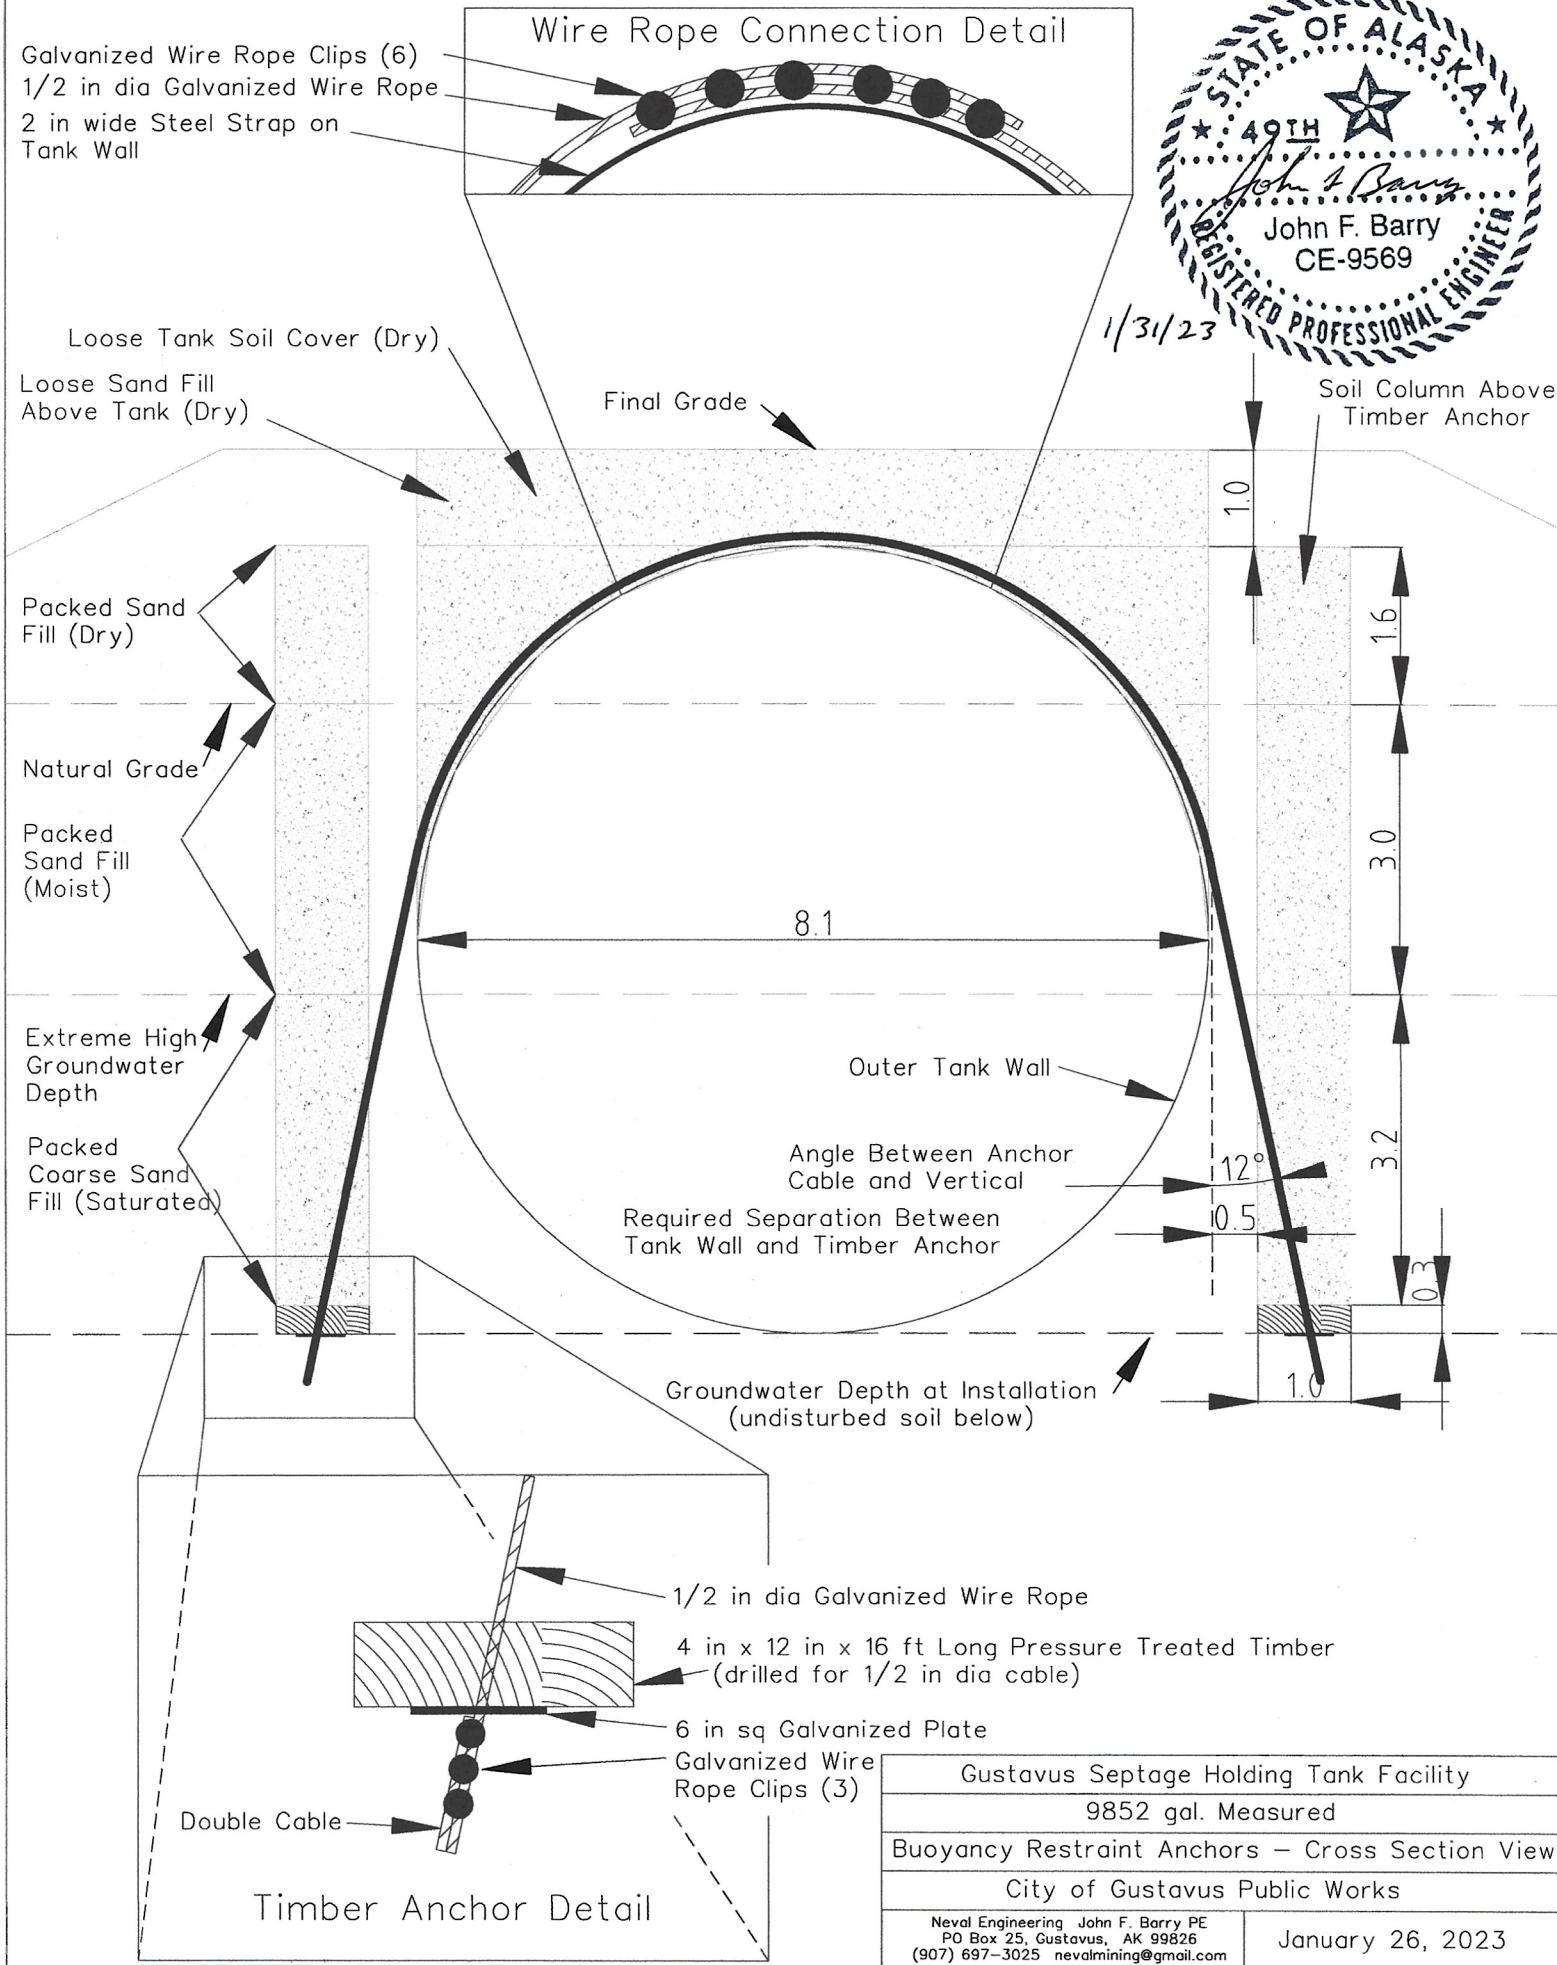 Wire Rope Connection Detail
Galvanized Wire Rope Clips (6)
1/2 in dia Galvanized Wire Rope
2 in wide Steel Strap on
Tank Wall
STATE OF ALASKA
49TH
John F Barry
John F. Barry
CE-9569
REGISTERED PROFESSIONAL ENGINEER
1/31/23
Loose Tank Soil Cover (Dry)
Loose Sand Fill
Above Tank (Dry)
Final Grade
Soil Column Above
Timber Anchor
1.0
Packed Sand
Fill (Dry)
1.6
Natural Grade
Packed
Sand Fill
(Moist)
3.0
8.1
Extreme High
Groundwater
Depth
Outer Tank Wall
Packed
Coarse Sand
Fill (Saturated)
Angle Between Anchor
Cable and Vertical
12°
3.2
Required Separation Between
Tank Wall and Timber Anchor
0.5
0.3
Groundwater Depth at Installation
(undisturbed soil below)
1.0
1/2 in dia Galvanized Wire Rope
4 in x 12 in x 16 ft Long Pressure Treated Timber
(drilled for 1/2 in dia cable)
6 in sq Galvanized Plate
Galvanized Wire
Rope Clips (3)
Double Cable
Timber Anchor Detail
Gustavus Septage Holding Tank Facility
9852 gal. Measured
Buoyancy Restraint Anchors – Cross Section View
City of Gustavus Public Works
Neval Engineering John F. Barry PE
PO Box 25, Gustavus, AK 99826
(907) 697-3025 nevalmining@gmail.com
January 26, 2023